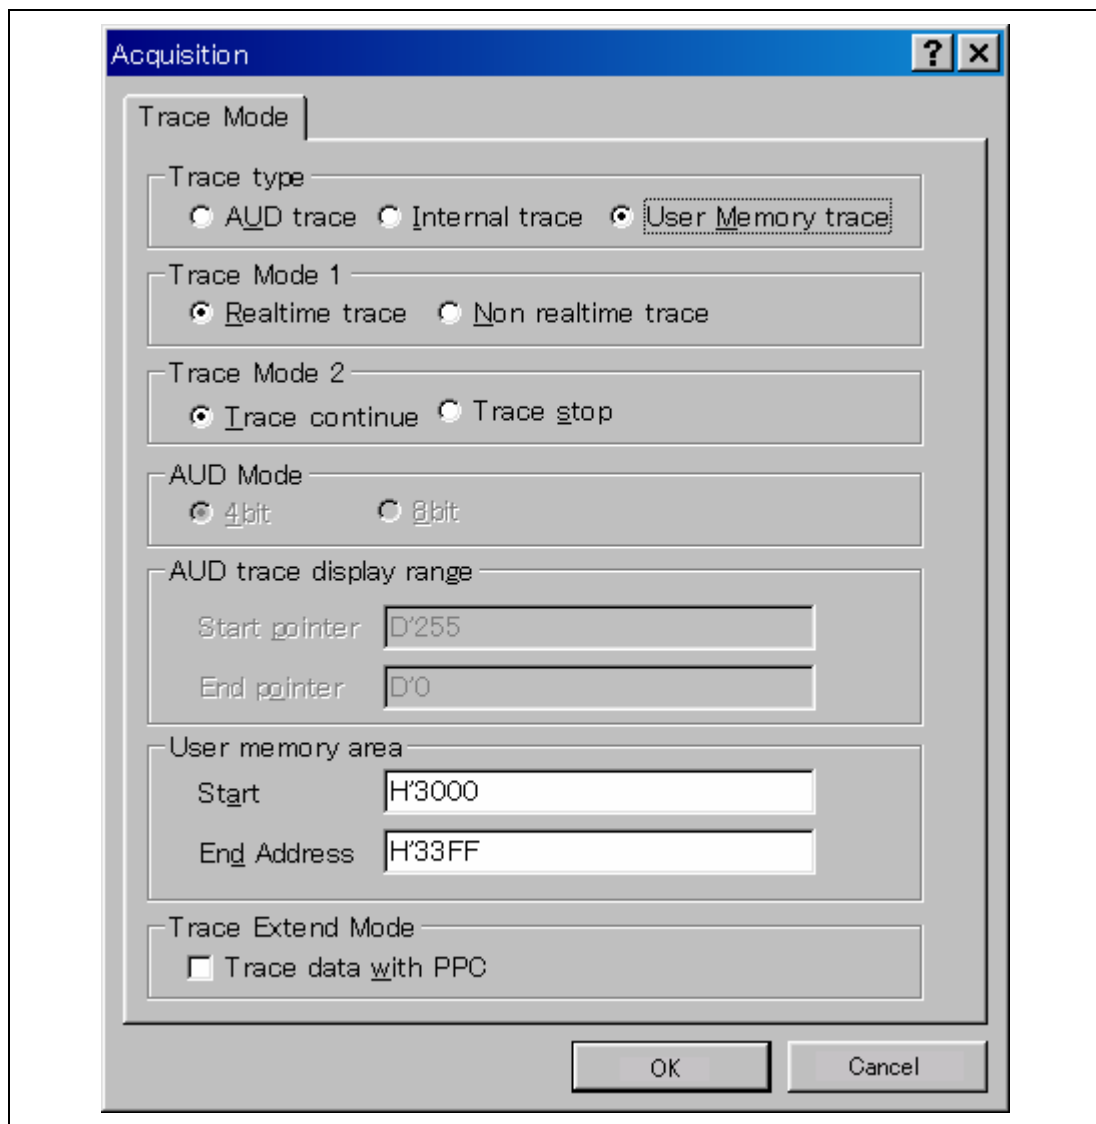 Acquisition
Trace Mode
Trace type
AUD trace Internal trace User Memory trace
Trace Mode 1
Realtime trace Non realtime trace
Trace Mode 2
Trace continue Trace stop
AUD Mode
4bit 8bit
AUD trace display range
Start pointer D'255
End pointer D'0
User memory area
Start H'3000
End Address H'33FF
Trace Extend Mode
Trace data with PPC
OK Cancel